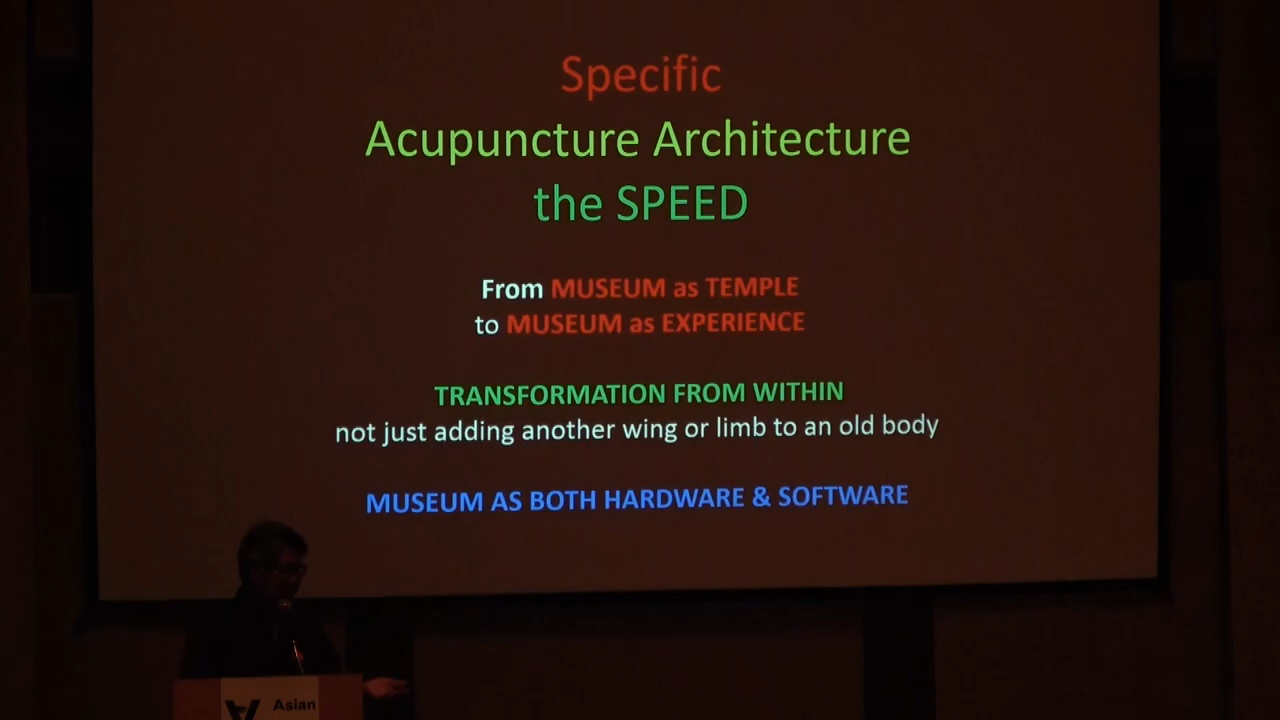 Specific
Acupuncture Architecture
the SPEED
From MUSEUM as TEMPLE
to MUSEUM as EXPERIENCE
TRANSFORMATION FROM WITHIN
not just adding another wing or limb to an old body
MUSEUM AS BOTH HARDWARE & SOFTWARE
Asian